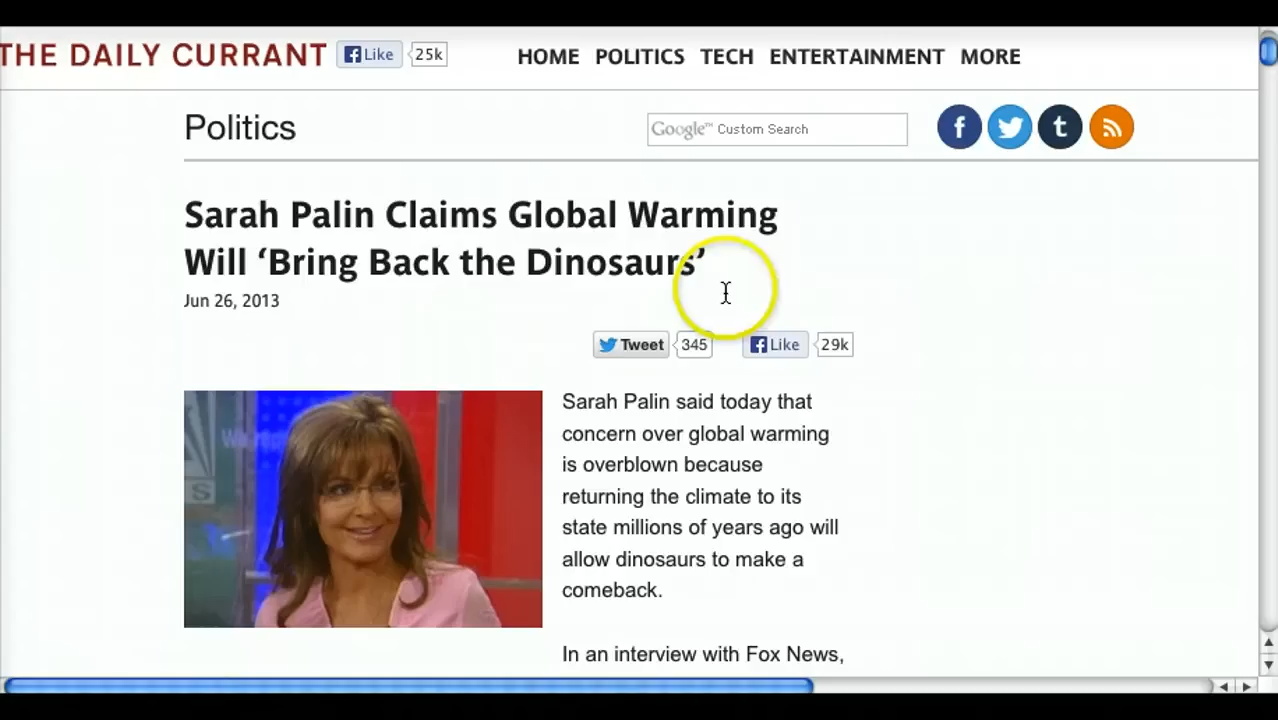 THE DAILY CURRANT Like 25k HOME POLITICS TECH ENTERTAINMENT MORE
Politics Google™ Custom Search
Sarah Palin Claims Global Warming
Will ‘Bring Back the Dinosaurs’
Jun 26, 2013
Tweet 345 Like 29k
Sarah Palin said today that
concern over global warming
is overblown because
returning the climate to its
state millions of years ago will
allow dinosaurs to make a
comeback.
In an interview with Fox News,